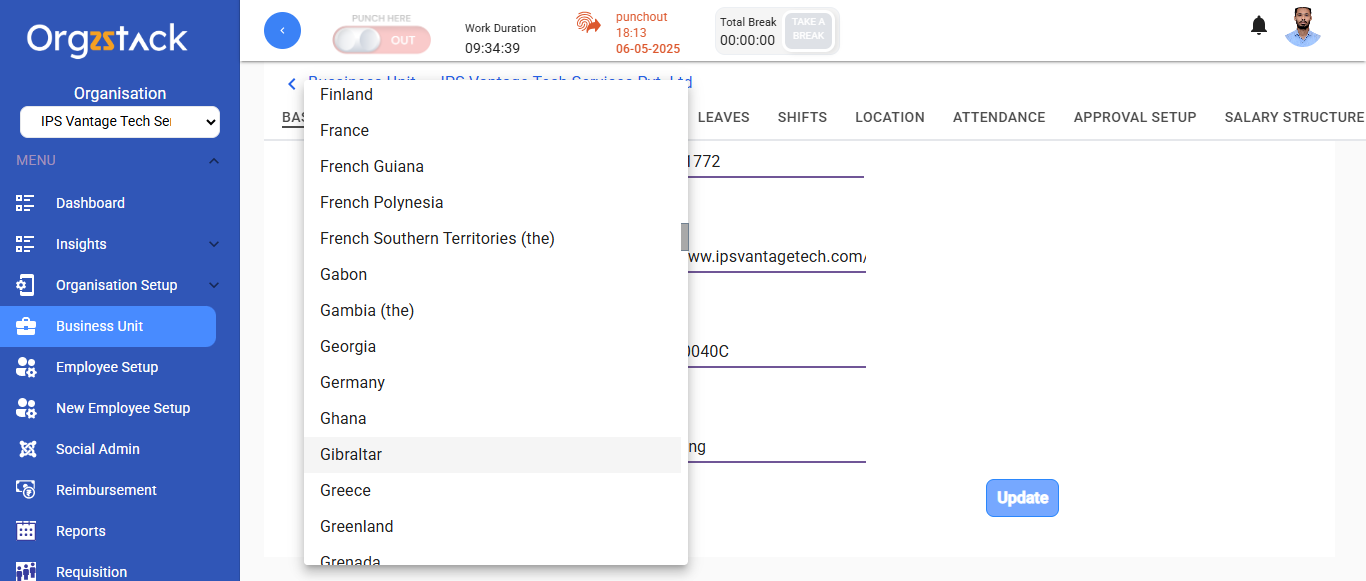 Orgzstack
Organisation
IPS Vantage Tech Ser
MENU
Dashboard
Insights
Organisation Setup
Business Unit
Employee Setup
New Employee Setup
Social Admin
Reimbursement
Reports
Requisition
PUNCH HERE
OUT
Work Duration
09:34:39
punchout
18:13
06-05-2025
Total Break
00:00:00
TAKE A
BREAK
Bussiness Unit IPS Vantage Tech Services Pvt. Ltd
BAS
LEAVES
SHIFTS
LOCATION
ATTENDANCE
APPROVAL SETUP
SALARY STRUCTURE
Finland
France
French Guiana
French Polynesia
French Southern Territories (the)
Gabon
Gambia (the)
Georgia
Germany
Ghana
Gibraltar
Greece
Greenland
Grenada
1772
ww.ipsvantagetech.com/
0040C
ng
Update